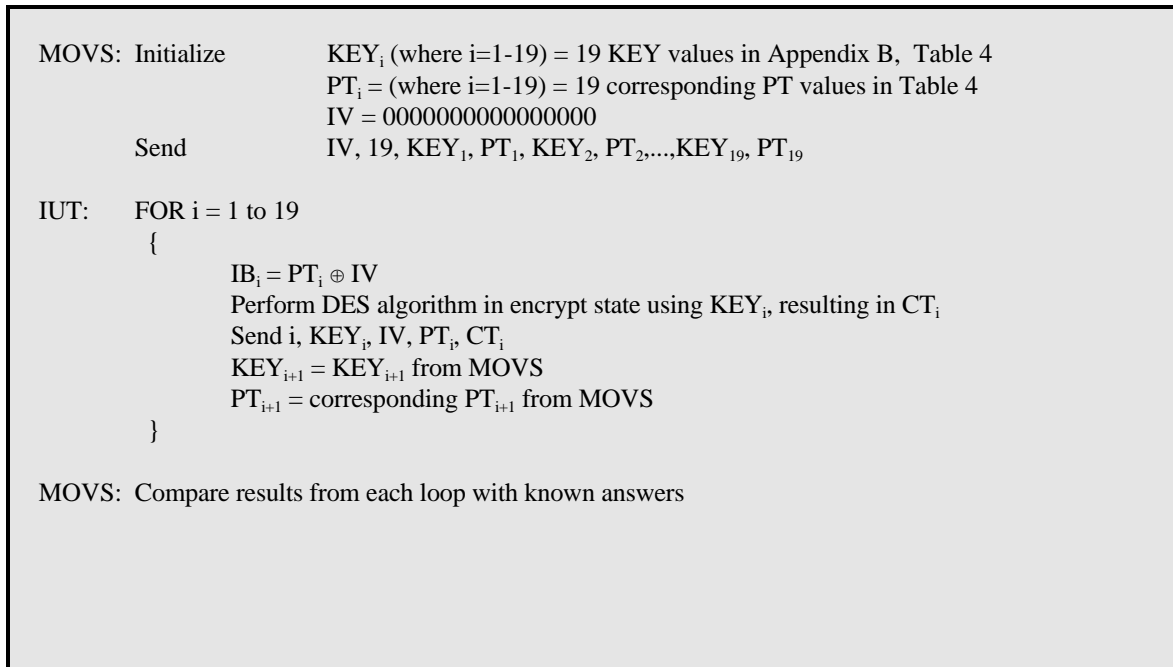 MOVS: Initialize KEYᵢ (where i=1-19) = 19 KEY values in Appendix B, Table 4
PTᵢ = (where i=1-19) = 19 corresponding PT values in Table 4
IV = 0000000000000000
Send IV, 19, KEY₁, PT₁, KEY₂, PT₂,...,KEY₁₉, PT₁₉
IUT: FOR i = 1 to 19
{
IBᵢ = PTᵢ ⊕ IV
Perform DES algorithm in encrypt state using KEYᵢ, resulting in CTᵢ
Send i, KEYᵢ, IV, PTᵢ, CTᵢ
KEYᵢ₊₁ = KEYᵢ₊₁ from MOVS
PTᵢ₊₁ = corresponding PTᵢ₊₁ from MOVS
}
MOVS: Compare results from each loop with known answers